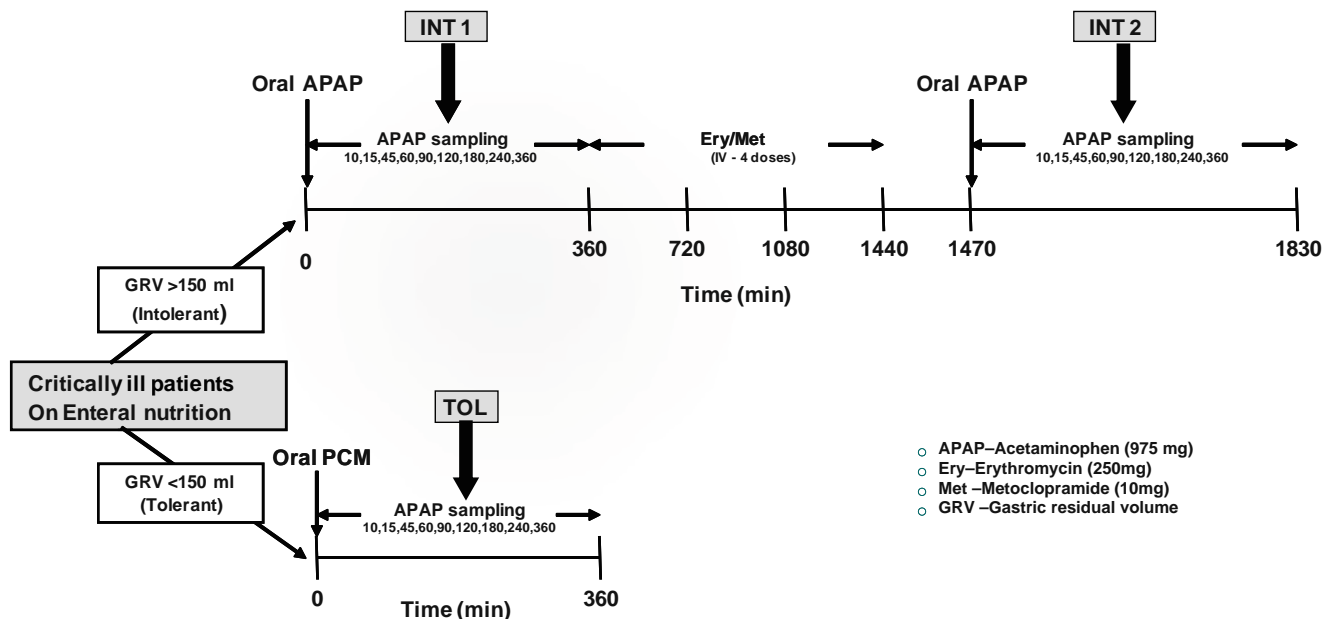 INT 1
INT 2
Oral APAP
Oral APAP
APAP sampling
10,15,45,60,90,120,180,240,360
Ery/Met
(IV - 4 doses)
APAP sampling
10,15,45,60,90,120,180,240,360
0
360
720
1080
1440
1470
1830
Time (min)
GRV >150 ml
(Intolerant)
Critically ill patients
On Enteral nutrition
GRV <150 ml
(Tolerant)
TOL
Oral PCM
APAP sampling
10,15,45,60,90,120,180,240,360
0
360
Time (min)
APAP–Acetaminophen (975 mg)
Ery–Erythromycin (250mg)
Met –Metoclopramide (10mg)
GRV –Gastric residual volume